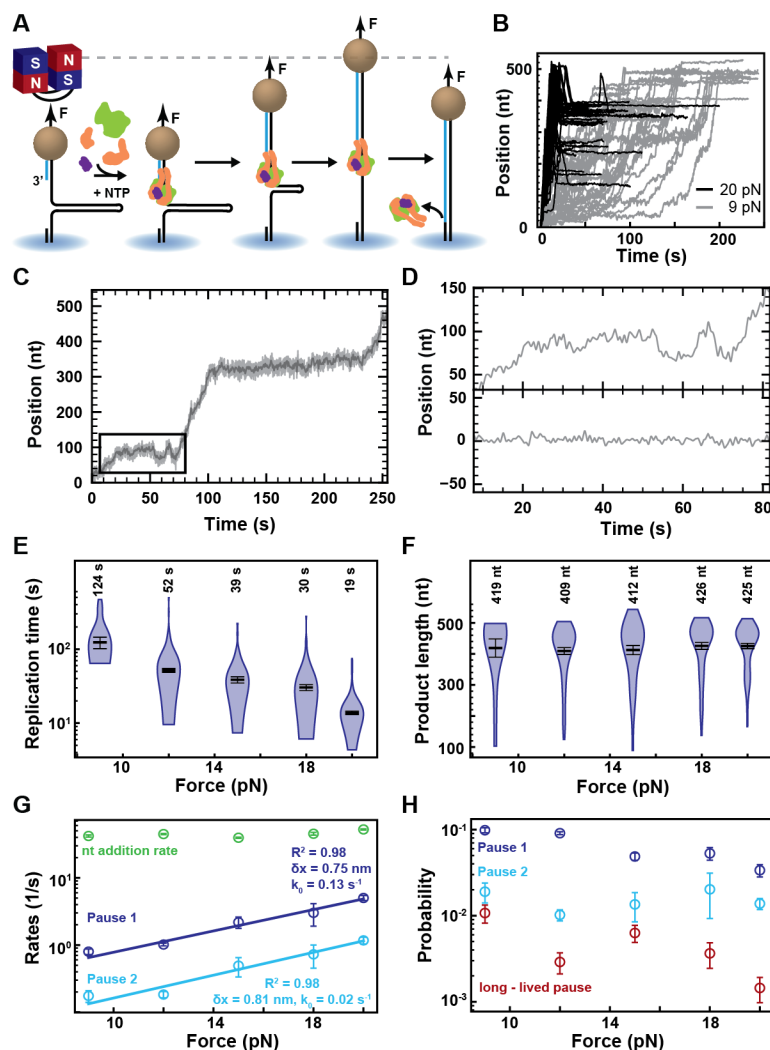 A
S N
N S
F F F F F
3'
+ NTP
B
Position (nt)
500
0
20 pN
9 pN
0 100 200
Time (s)
C
Position (nt)
500
400
300
200
100
0
0 50 100 150 200 250
Time (s)
D
Position (nt)
150
100
50
50
0
−50
20 40 60 80
Time (s)
E
Replication time (s)
124 s 52 s 39 s 30 s 19 s
10²
10¹
10 14 18
Force (pN)
F
Product length (nt)
419 nt 409 nt 412 nt 426 nt 425 nt
500
400
300
200
100
10 14 18
Force (pN)
G
Rates (1/s)
10¹
10⁰
nt addition rate
R² = 0.98
δx = 0.75 nm
k₀ = 0.13 s⁻¹
Pause 1
Pause 2
R² = 0.98
δx = 0.81 nm, k₀ = 0.02 s⁻¹
10 14 18
Force (pN)
H
Probability
10⁻¹
10⁻²
10⁻³
Pause 1
Pause 2
long - lived pause
10 14 18
Force (pN)